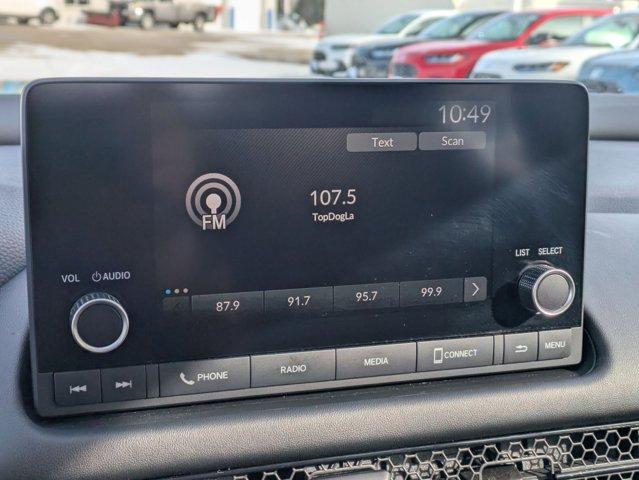 10:49
Text Scan
107.5
FM
TopDogLa
VOL AUDIO
LIST SELECT
87.9 91.7 95.7 99.9
PHONE RADIO MEDIA CONNECT MENU